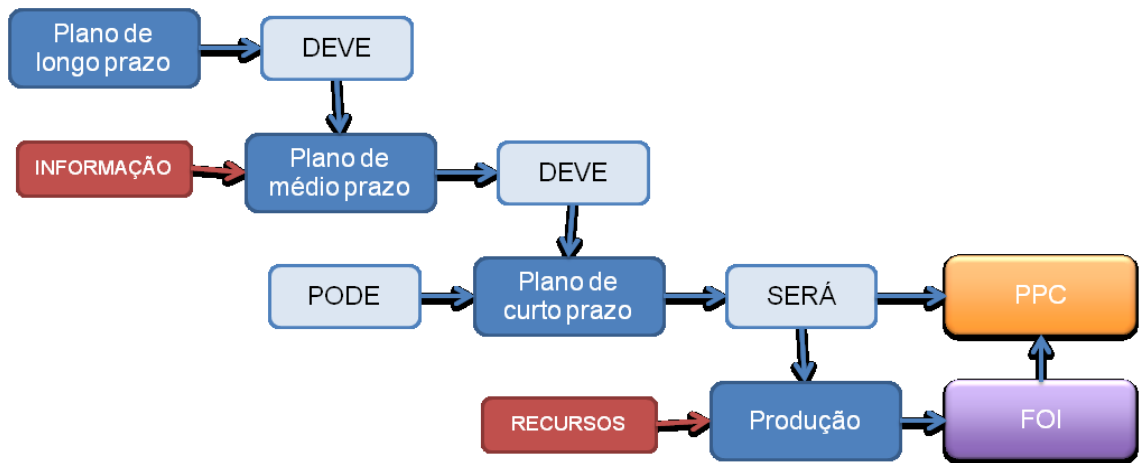 Plano de
longo prazo
DEVE
INFORMAÇÃO
Plano de
médio prazo
DEVE
PODE
Plano de
curto prazo
SERÁ
PPC
RECURSOS
Produção
FOI